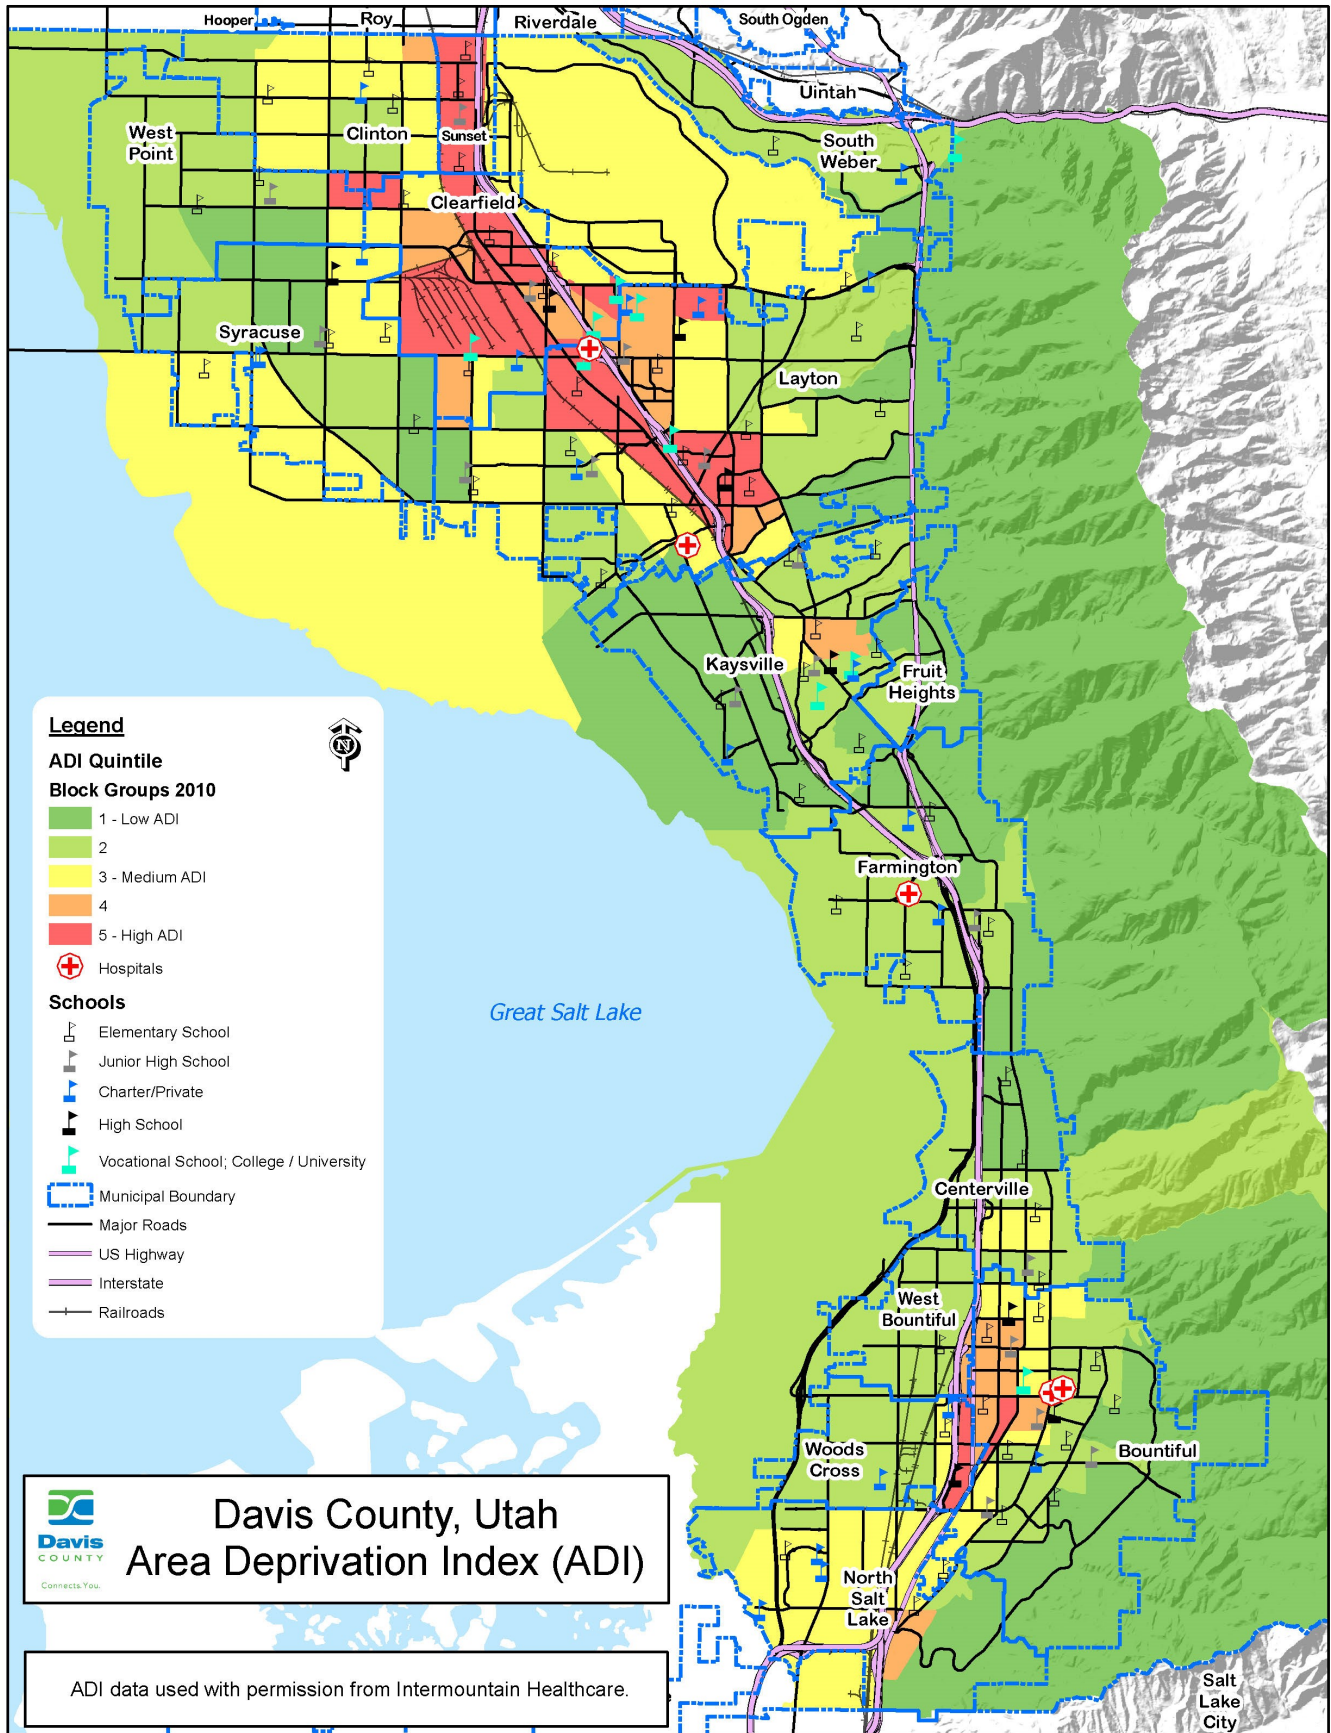 Hooper
Roy
Riverdale
South Ogden
Uintah
West
Point
Clinton
Sunset
South
Weber
Clearfield
Syracuse
Layton
Kaysville
Fruit
Heights
Legend
N
ADI Quintile
Block Groups 2010
1 - Low ADI
2
3 - Medium ADI
4
5 - High ADI
Hospitals
Schools
Elementary School
Junior High School
Charter/Private
High School
Vocational School; College / University
Municipal Boundary
Major Roads
US Highway
Interstate
Railroads
Farmington
Great Salt Lake
Centerville
West
Bountiful
Woods
Cross
Bountiful
North
Salt
Lake
Salt
Lake
City
Davis
COUNTY
Connects. You.
Davis County, Utah
Area Deprivation Index (ADI)
ADI data used with permission from Intermountain Healthcare.